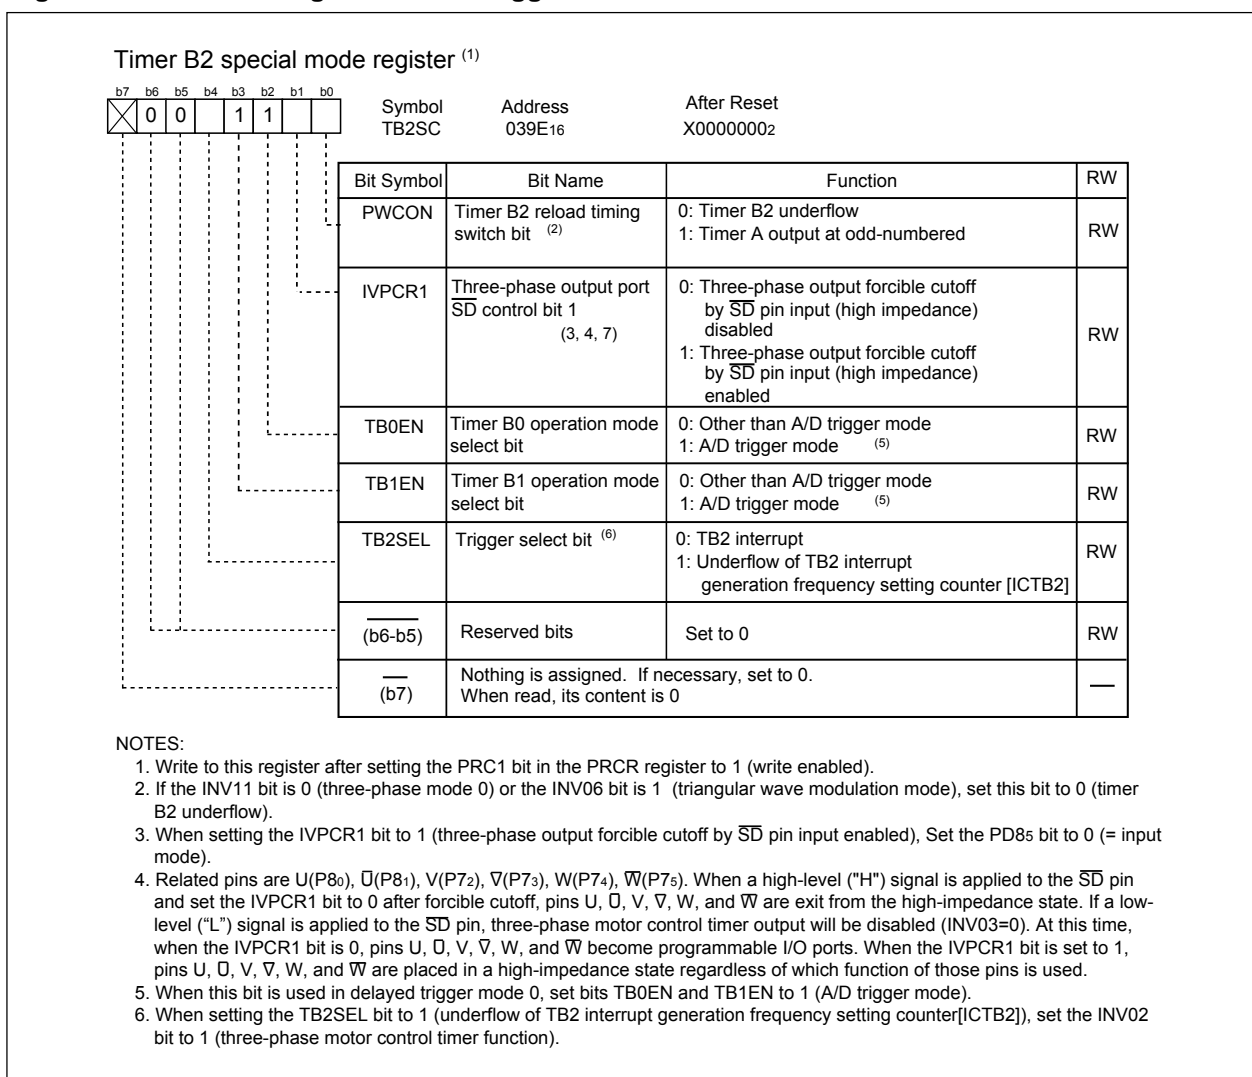 Timer B2 special mode register (1)
b7 b6 b5 b4 b3 b2 b1 b0
0 0 1 1
Symbol Address After Reset
TB2SC 039E16 X00000002
Bit Symbol Bit Name Function RW
PWCON Timer B2 reload timing switch bit (2) 0: Timer B2 underflow
1: Timer A output at odd-numbered RW
IVPCR1 Three-phase output port
S̅D̅ control bit 1
(3, 4, 7)
0: Three-phase output forcible cutoff
by S̅D̅ pin input (high impedance)
disabled
1: Three-phase output forcible cutoff
by S̅D̅ pin input (high impedance)
enabled
RW
TB0EN Timer B0 operation mode
select bit
0: Other than A/D trigger mode
1: A/D trigger mode (5)
RW
TB1EN Timer B1 operation mode
select bit
0: Other than A/D trigger mode
1: A/D trigger mode (5)
RW
TB2SEL Trigger select bit (6)
0: TB2 interrupt
1: Underflow of TB2 interrupt
generation frequency setting counter [ICTB2]
RW
(b6-b5) Reserved bits Set to 0 RW
(b7) Nothing is assigned. If necessary, set to 0.
When read, its content is 0
—
NOTES:
1. Write to this register after setting the PRC1 bit in the PRCR register to 1 (write enabled).
2. If the INV11 bit is 0 (three-phase mode 0) or the INV06 bit is 1 (triangular wave modulation mode), set this bit to 0 (timer
B2 underflow).
3. When setting the IVPCR1 bit to 1 (three-phase output forcible cutoff by S̅D̅ pin input enabled), Set the PD85 bit to 0 (= input
mode).
4. Related pins are U(P80), U̅(P81), V(P72), V̅(P73), W(P74), W̅(P75). When a high-level ("H") signal is applied to the S̅D̅ pin
and set the IVPCR1 bit to 0 after forcible cutoff, pins U, U̅, V, V̅, W, and W̅ are exit from the high-impedance state. If a low-
level (“L”) signal is applied to the S̅D̅ pin, three-phase motor control timer output will be disabled (INV03=0). At this time,
when the IVPCR1 bit is 0, pins U, U̅, V, V̅, W, and W̅ become programmable I/O ports. When the IVPCR1 bit is set to 1,
pins U, U̅, V, V̅, W, and W̅ are placed in a high-impedance state regardless of which function of those pins is used.
5. When this bit is used in delayed trigger mode 0, set bits TB0EN and TB1EN to 1 (A/D trigger mode).
6. When setting the TB2SEL bit to 1 (underflow of TB2 interrupt generation frequency setting counter[ICTB2]), set the INV02
bit to 1 (three-phase motor control timer function).